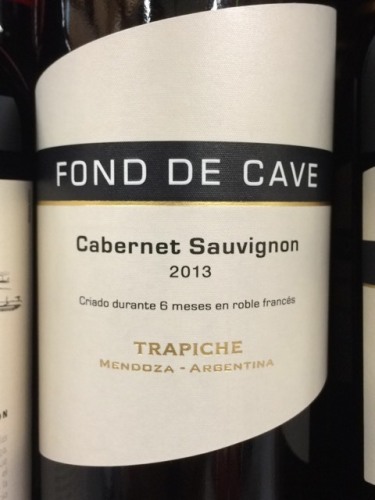 FOND DE CAVE
Cabernet Sauvignon
2013
Criado durante 6 meses en roble francés
TRAPICHE
MENDOZA - ARGENTINA